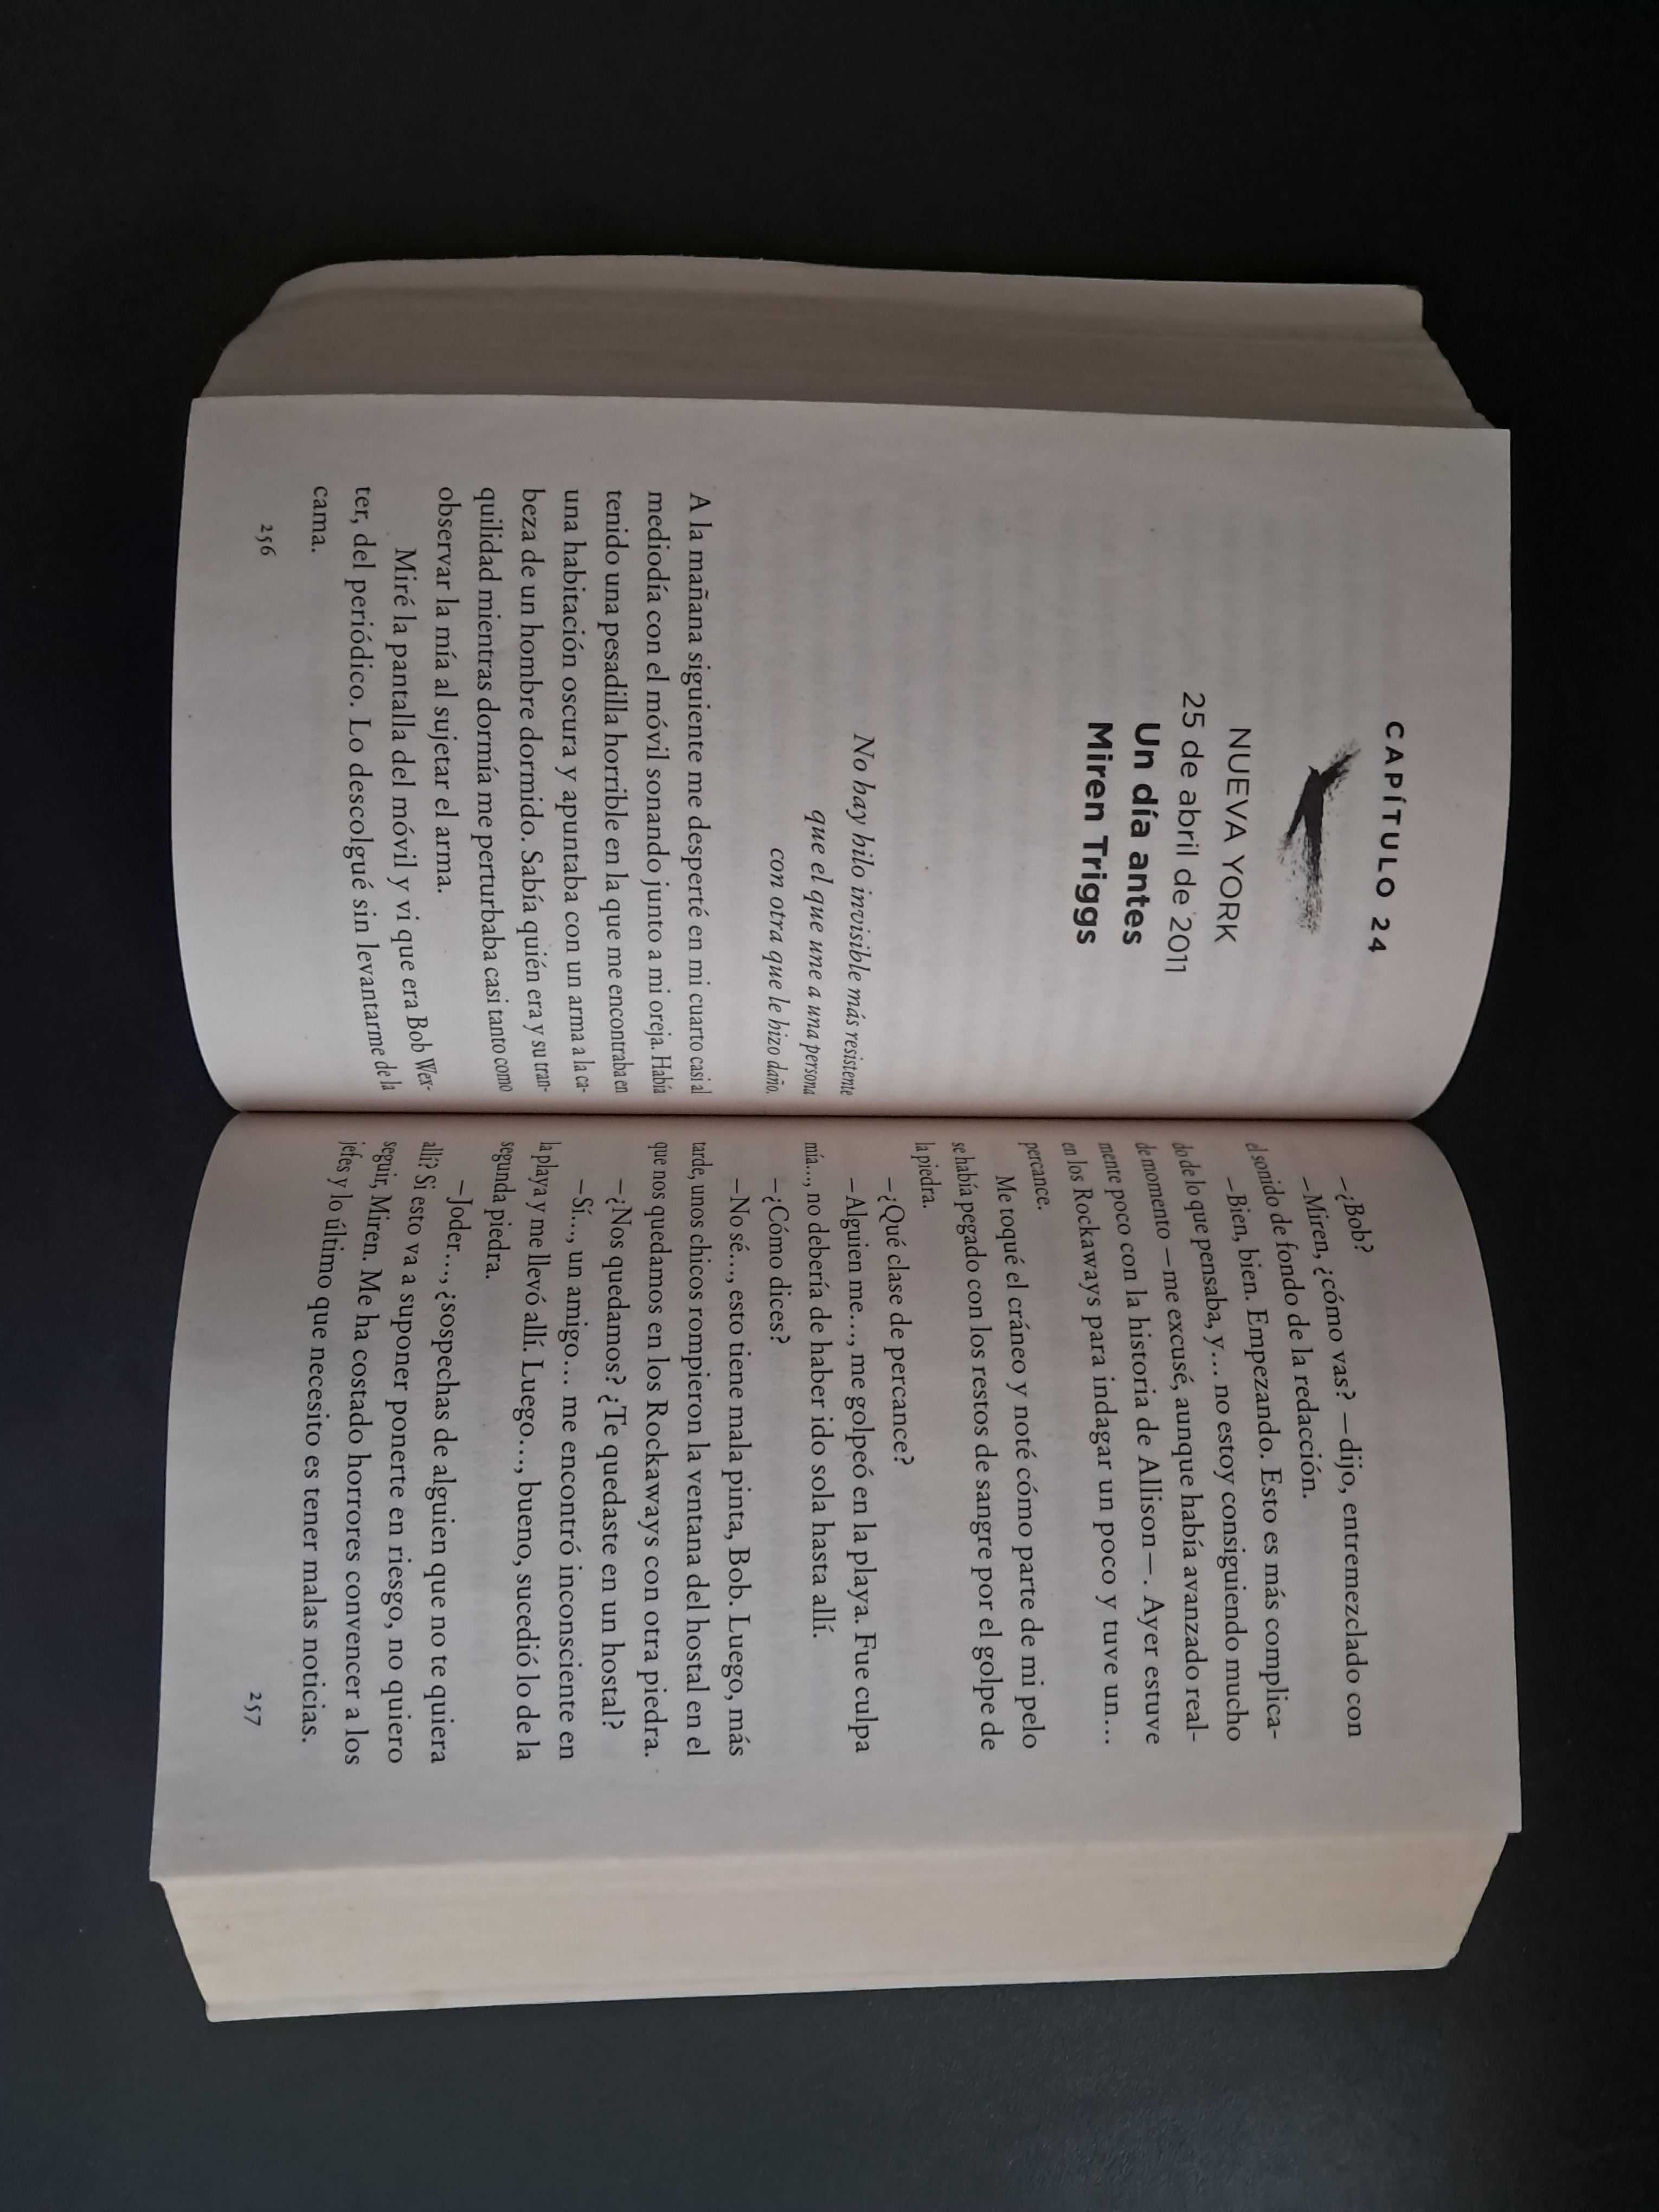 CAPÍTULO 24
NUEVA YORK
25 de abril de 2011
Un día antes
Miren Triggs
No hay hilo invisible más resistente
que el que une a una persona
con otra que le hizo daño.
A la mañana siguiente me desperté en mi cuarto casi al
mediodía con el móvil sonando junto a mi oreja. Había
tenido una pesadilla horrible en la que me encontraba en
una habitación oscura y apuntaba con un arma a la ca-
beza de un hombre dormido. Sabía quién era y su tran-
quilidad mientras dormía me perturbaba casi tanto como
observar la mía al sujetar el arma.
Miré la pantalla del móvil y vi que era Bob Wex-
ter, del periódico. Lo descolgué sin levantarme de la
cama.
256
—¿Bob?
—Miren, ¿cómo vas? —dijo, entremezclado con
el sonido de fondo de la redacción.
—Bien, bien. Empezando. Esto es más complica-
do de lo que pensaba, y... no estoy consiguiendo mucho
de momento —me excusé, aunque había avanzado real-
mente poco con la historia de Allison—. Ayer estuve
en los Rockaways para indagar un poco y tuve un...
percance.
Me toqué el cráneo y noté cómo parte de mi pelo
se había pegado con los restos de sangre por el golpe de
la piedra.
—¿Qué clase de percance?
—Alguien me..., me golpeó en la playa. Fue culpa
mía..., no debería de haber ido sola hasta allí.
—¿Cómo dices?
—No sé..., esto tiene mala pinta, Bob. Luego, más
tarde, unos chicos rompieron la ventana del hostal en el
que nos quedamos en los Rockaways con otra piedra.
—¿Nos quedamos? ¿Te quedaste en un hostal?
—Sí..., un amigo... me encontró inconsciente en
la playa y me llevó allí. Luego..., bueno, sucedió lo de la
segunda piedra.
—Joder..., ¿sospechas de alguien que no te quiera
allí? Si esto va a suponer ponerte en riesgo, no quiero
seguir, Miren. Me ha costado horrores convencer a los
jefes y lo último que necesito es tener malas noticias.
257